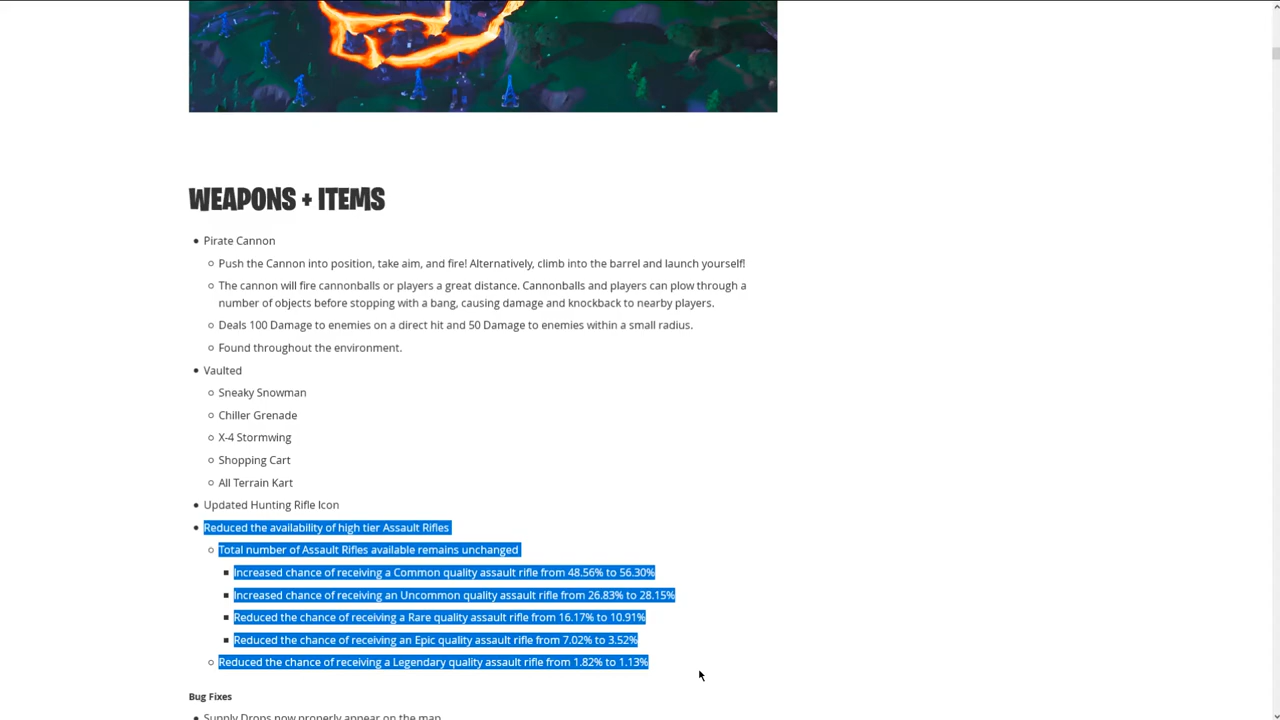 WEAPONS + ITEMS
Pirate Cannon
Push the Cannon into position, take aim, and fire! Alternatively, climb into the barrel and launch yourself!
The cannon will fire cannonballs or players a great distance. Cannonballs and players can plow through a
number of objects before stopping with a bang, causing damage and knockback to nearby players.
Deals 100 Damage to enemies on a direct hit and 50 Damage to enemies within a small radius.
Found throughout the environment.
Vaulted
Sneaky Snowman
Chiller Grenade
X-4 Stormwing
Shopping Cart
All Terrain Kart
Updated Hunting Rifle Icon
Reduced the availability of high tier Assault Rifles
Total number of Assault Rifles available remains unchanged
Increased chance of receiving a Common quality assault rifle from 48.56% to 56.30%
Increased chance of receiving an Uncommon quality assault rifle from 26.83% to 28.15%
Reduced the chance of receiving a Rare quality assault rifle from 16.17% to 10.91%
Reduced the chance of receiving an Epic quality assault rifle from 7.02% to 3.52%
Reduced the chance of receiving a Legendary quality assault rifle from 1.82% to 1.13%
Bug Fixes
Supply Drops now properly appear on the map